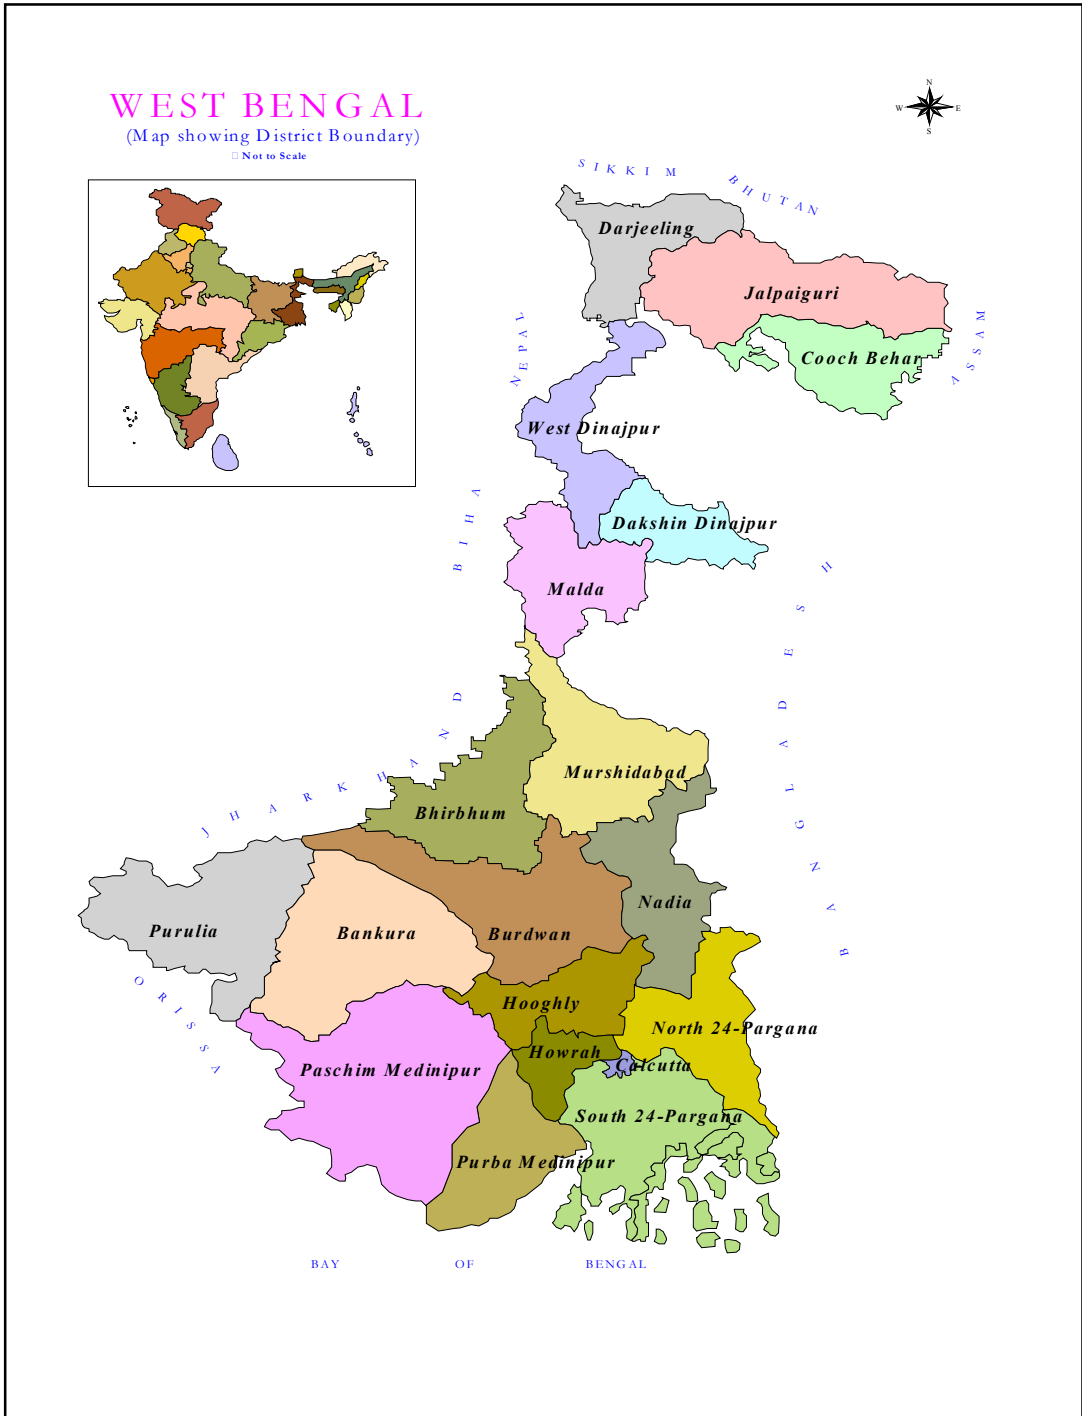 WEST BENGAL
(Map showing District Boundary)
Not to Scale
N
W
E
S
SIKKIM
BHUTAN
Darjeeling
Jalpaiguri
NEPAL
ASSAM
Cooch Behar
West Dinajpur
BIHA
Dakshin Dinajpur
Malda
BANGLADESH
JHARKHAND
Murshidabad
Bhirbhum
Nadia
Purulia
Bankura
Burdwan
ORISSA
Hooghly
North 24-Pargana
Howrah
Calcutta
Paschim Medinipur
South 24-Pargana
Purba Medinipur
BAY OF BENGAL